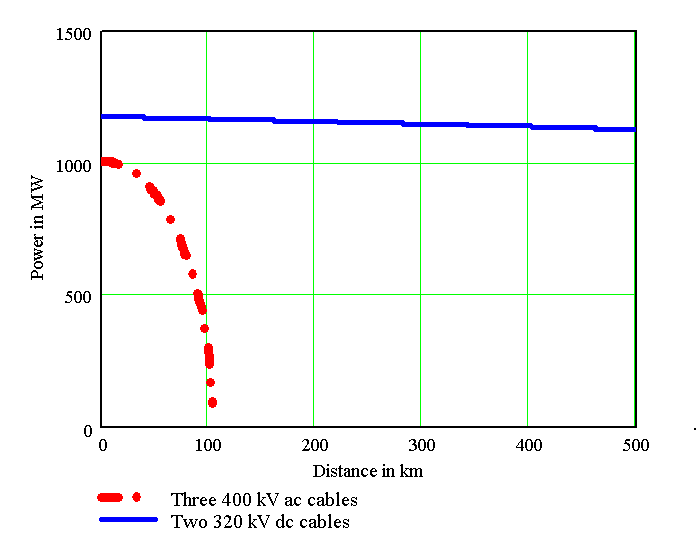 1500
1000
500
0
Power in MW
0 100 200 300 400 500
Distance in km
Three 400 kV ac cables
Two 320 kV dc cables
.